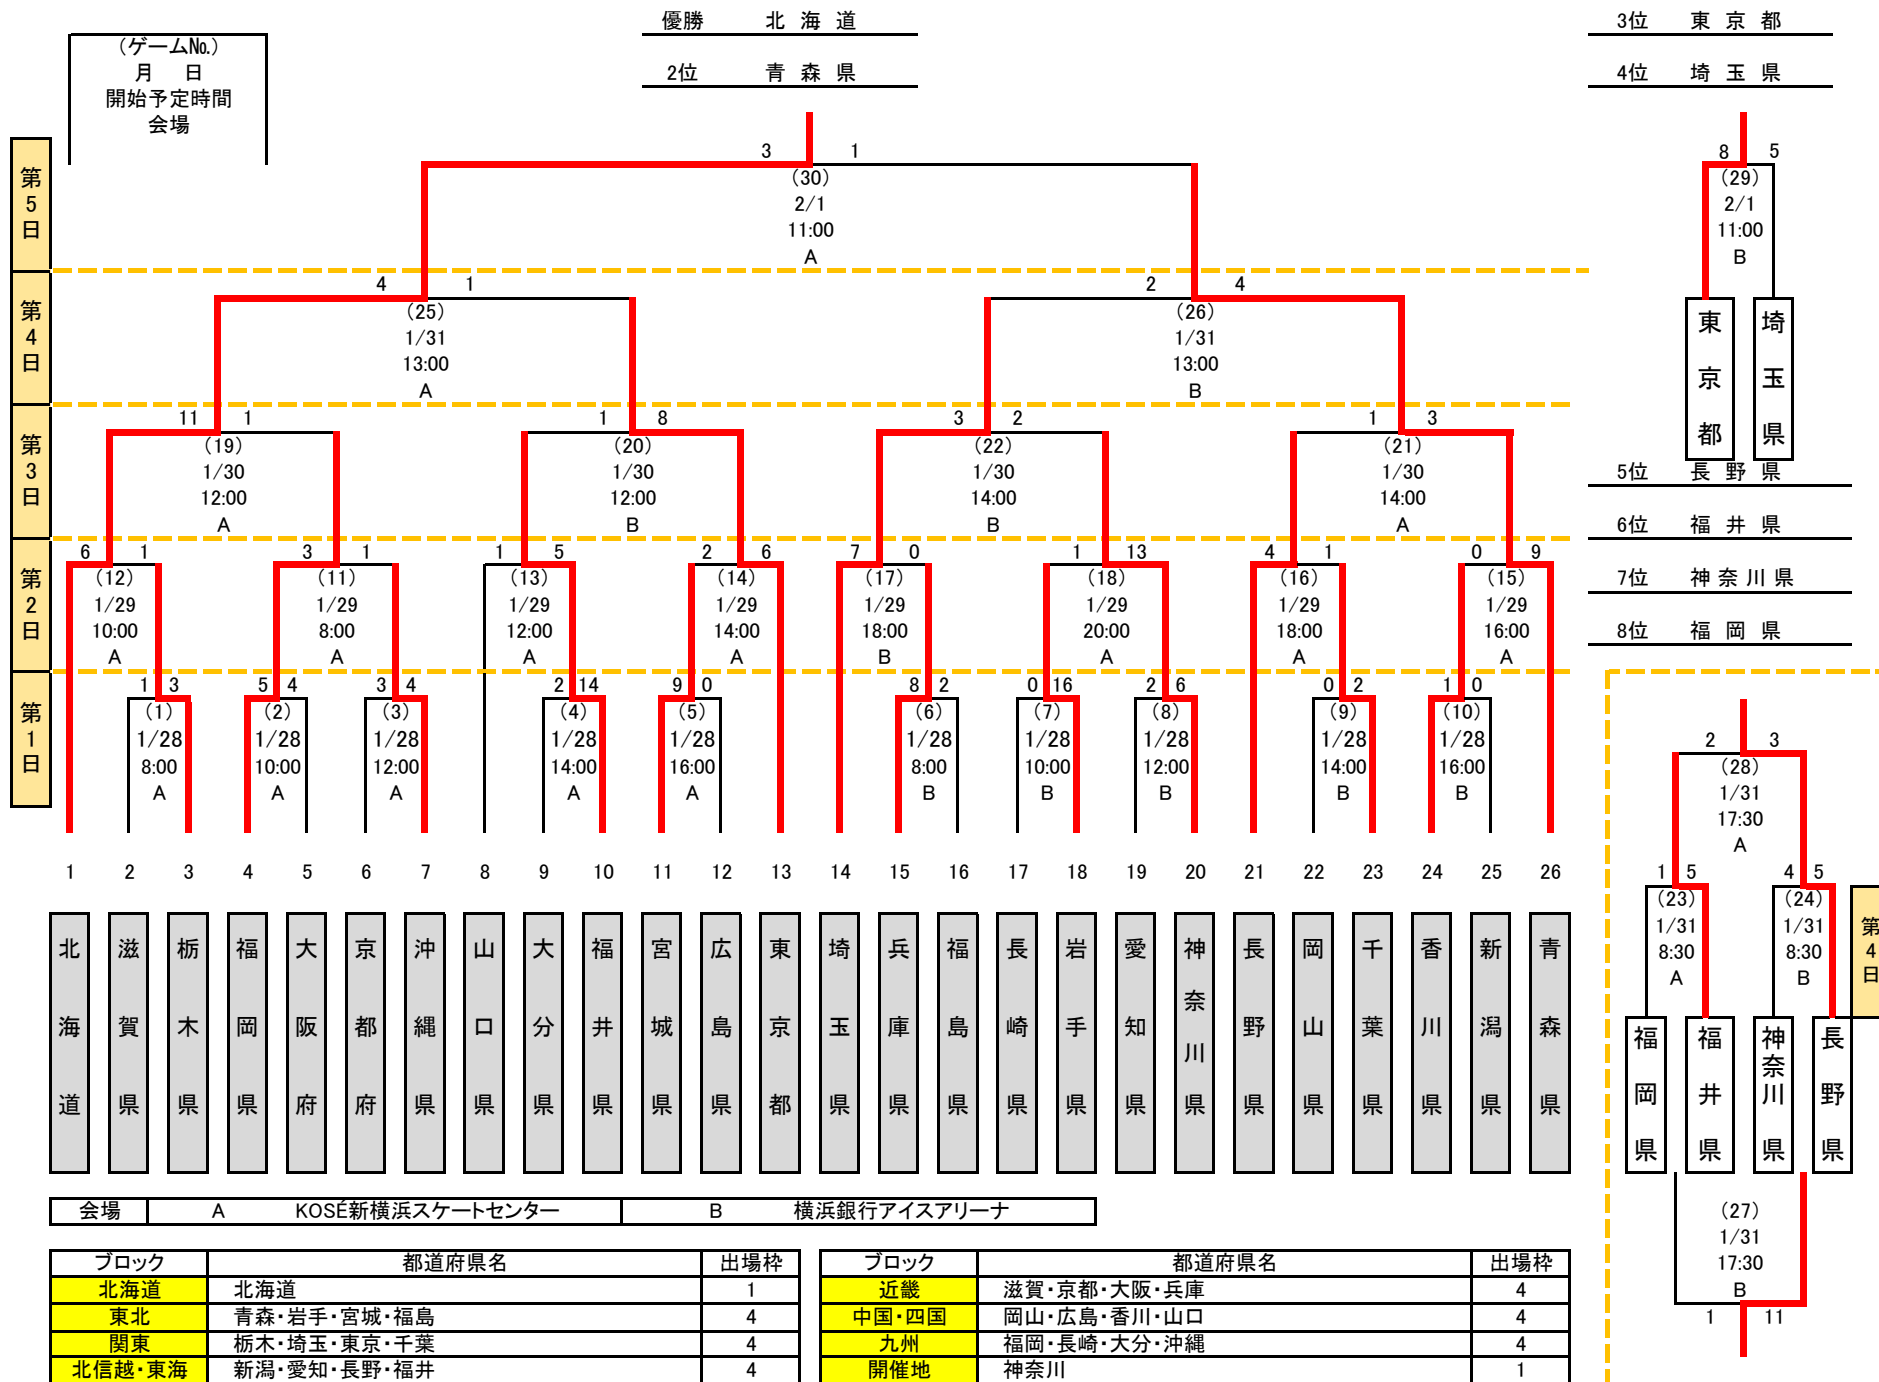 優勝 北海道
2位 青森県
3位 東京都
4位 埼玉県
(ゲームNo.)
月 日
開始予定時間
会場
第5日
3 1
(30)
2/1
11:00
A
8 5
(29)
2/1
11:00
B
東京都
埼玉県
第4日
4 1
(25)
1/31
13:00
A
2 4
(26)
1/31
13:00
B
第3日
11 1
(19)
1/30
12:00
A
1 8
(20)
1/30
12:00
B
3 2
(22)
1/30
14:00
B
1 3
(21)
1/30
14:00
A
5位 長野県
6位 福井県
7位 神奈川県
8位 福岡県
第2日
6 1
(12)
1/29
10:00
A
3 1
(11)
1/29
8:00
A
1 5
(13)
1/29
12:00
A
2 6
(14)
1/29
14:00
A
7 0
(17)
1/29
18:00
B
1 13
(18)
1/29
20:00
A
4 1
(16)
1/29
18:00
A
0 9
(15)
1/29
16:00
A
第1日
1 3
(1)
1/28
8:00
A
5 4
(2)
1/28
10:00
A
3 4
(3)
1/28
12:00
A
2 14
(4)
1/28
14:00
A
9 0
(5)
1/28
16:00
A
8 2
(6)
1/28
8:00
B
0 16
(7)
1/28
10:00
B
2 6
(8)
1/28
12:00
B
0 2
(9)
1/28
14:00
B
1 0
(10)
1/28
16:00
B
1 2 3 4 5 6 7 8 9 10 11 12 13 14 15 16 17 18 19 20 21 22 23 24 25 26
北海道
滋賀県
栃木県
福岡県
大阪府
京都府
沖縄県
山口県
大分県
福井県
宮城県
広島県
東京都
埼玉県
兵庫県
福島県
長崎県
岩手県
愛知県
神奈川県
長野県
岡山県
千葉県
香川県
新潟県
青森県
2 3
(28)
1/31
17:30
A
1 5
(23)
1/31
8:30
A
4 5
(24)
1/31
8:30
B
第4日
福岡県
福井県
神奈川県
長野県
(27)
1/31
17:30
B
1 11
会場 A KOSÉ新横浜スケートセンター B 横浜銀行アイスアリーナ
ブロック 都道府県名 出場枠
北海道 北海道 1
東北 青森・岩手・宮城・福島 4
関東 栃木・埼玉・東京・千葉 4
北信越・東海 新潟・愛知・長野・福井 4
ブロック 都道府県名 出場枠
近畿 滋賀・京都・大阪・兵庫 4
中国・四国 岡山・広島・香川・山口 4
九州 福岡・長崎・大分・沖縄 4
開催地 神奈川 1